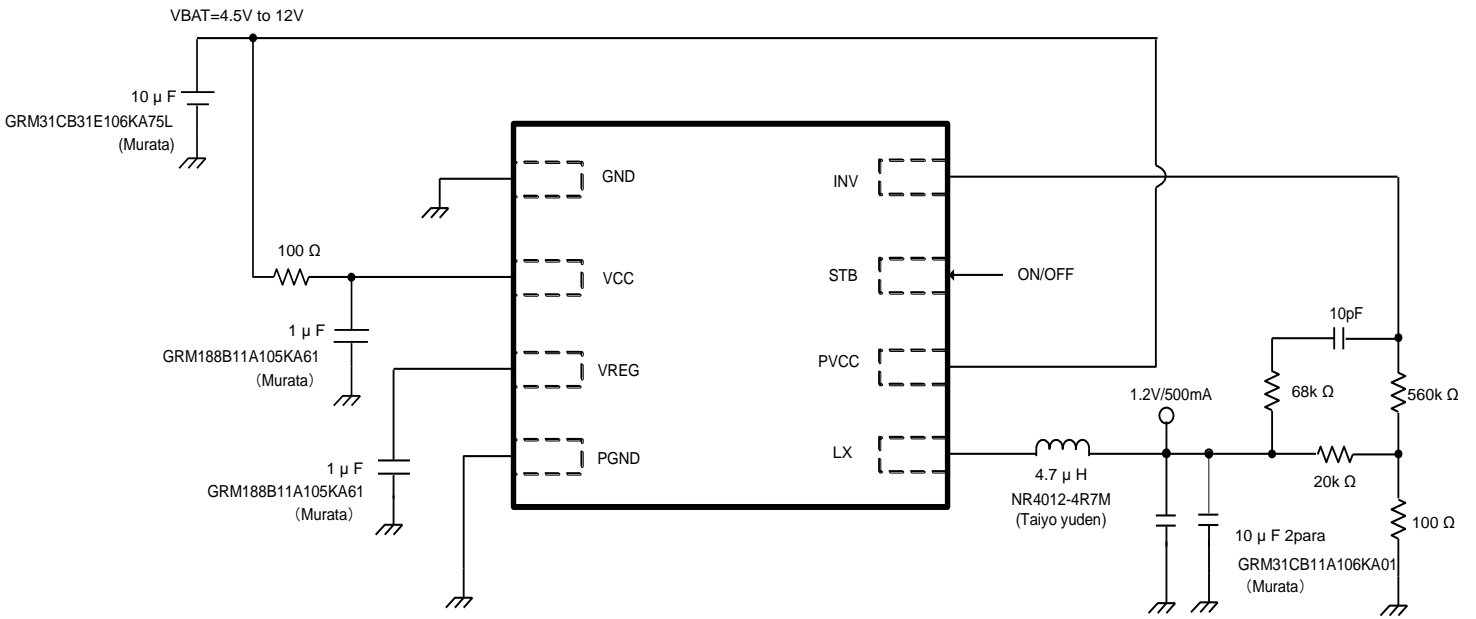 VBAT=4.5V to 12V
10 μ F
GRM31CB31E106KA75L
(Murata)
GND
INV
100 Ω
VCC
STB
ON/OFF
1 μ F
GRM188B11A105KA61
（Murata）
VREG
PVCC
10pF
68k Ω
560k Ω
1.2V/500mA
1 μ F
GRM188B11A105KA61
（Murata）
PGND
LX
4.7 μ H
NR4012-4R7M
(Taiyo yuden)
20k Ω
10 μ F 2para
GRM31CB11A106KA01
（Murata）
100 Ω